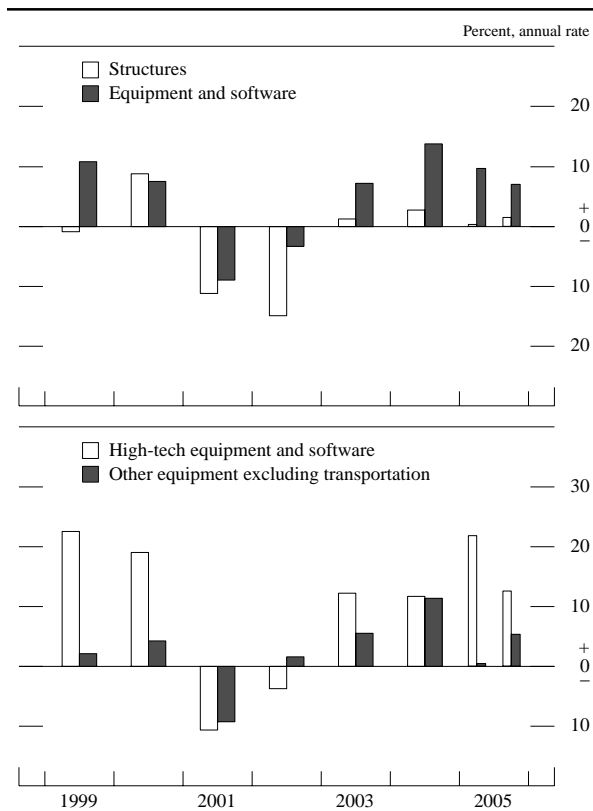 Percent, annual rate
Structures
Equipment and software
20
10
+
0
−
10
20
High-tech equipment and software
Other equipment excluding transportation
30
20
10
+
0
−
10
1999 2001 2003 2005